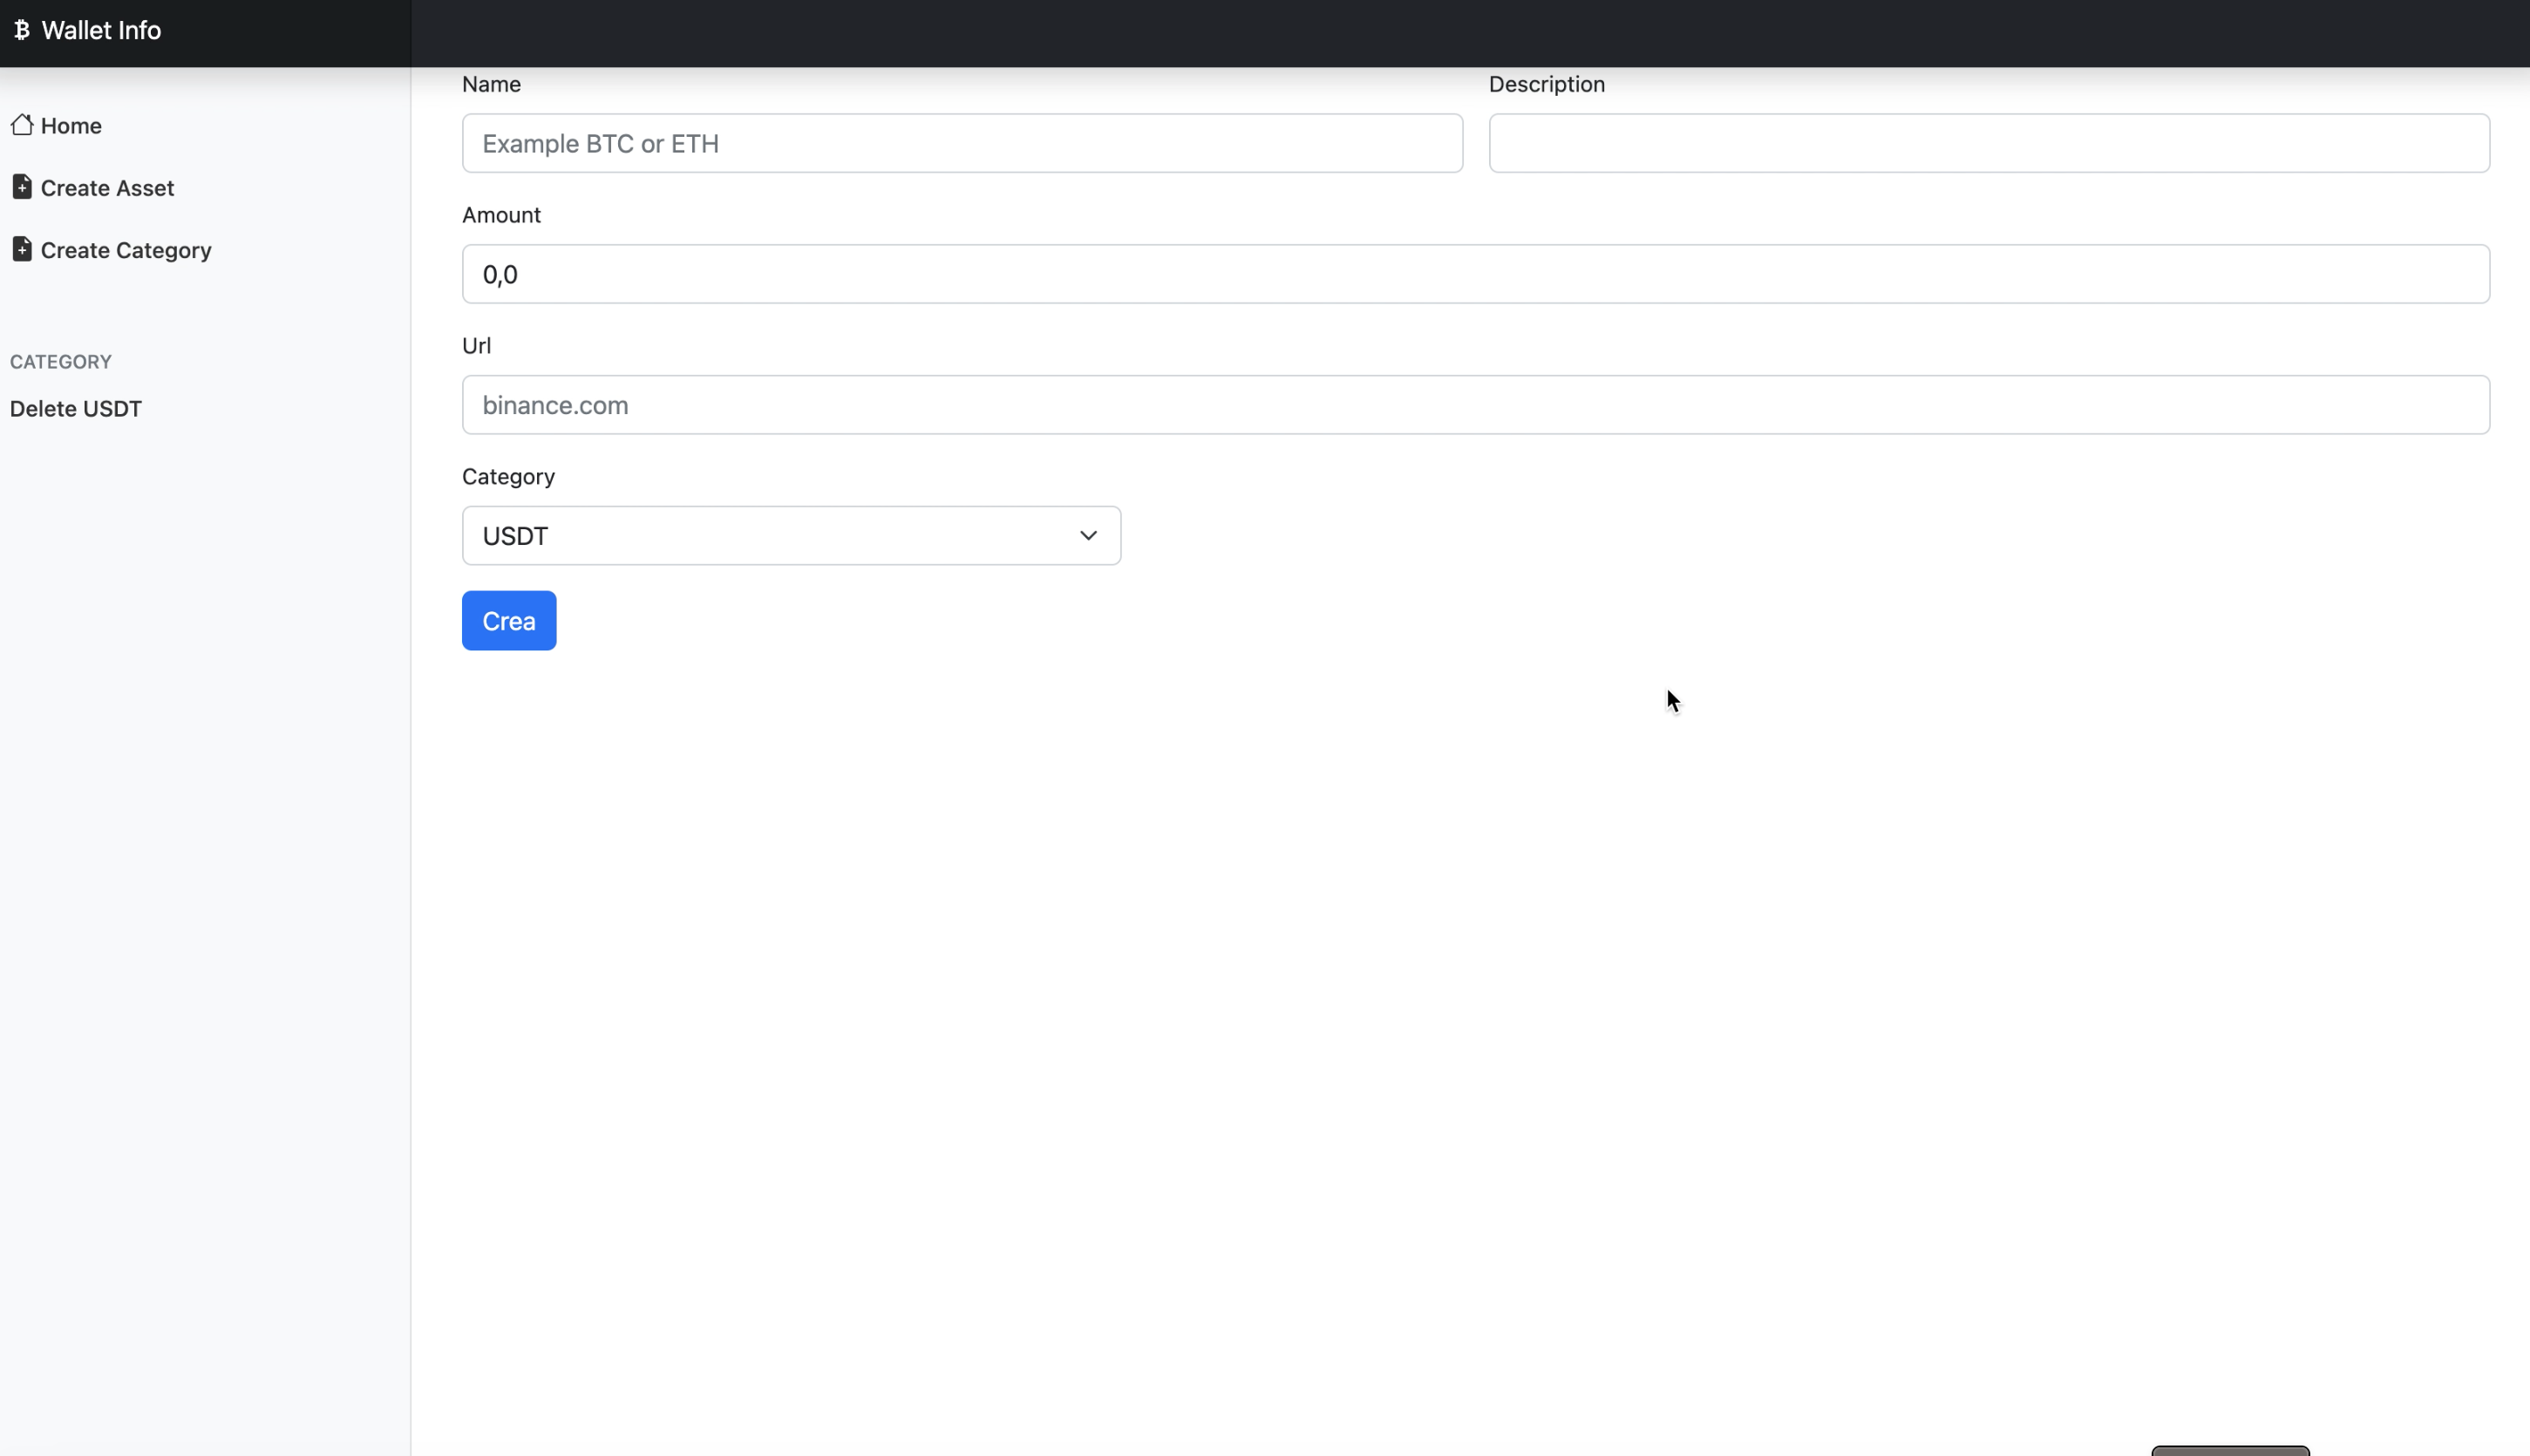 Wallet Info
Home
Create Asset
Create Category
CATEGORY
Delete USDT
Name
Example BTC or ETH
Description
Amount
0,0
Url
binance.com
Category
USDT
Crea